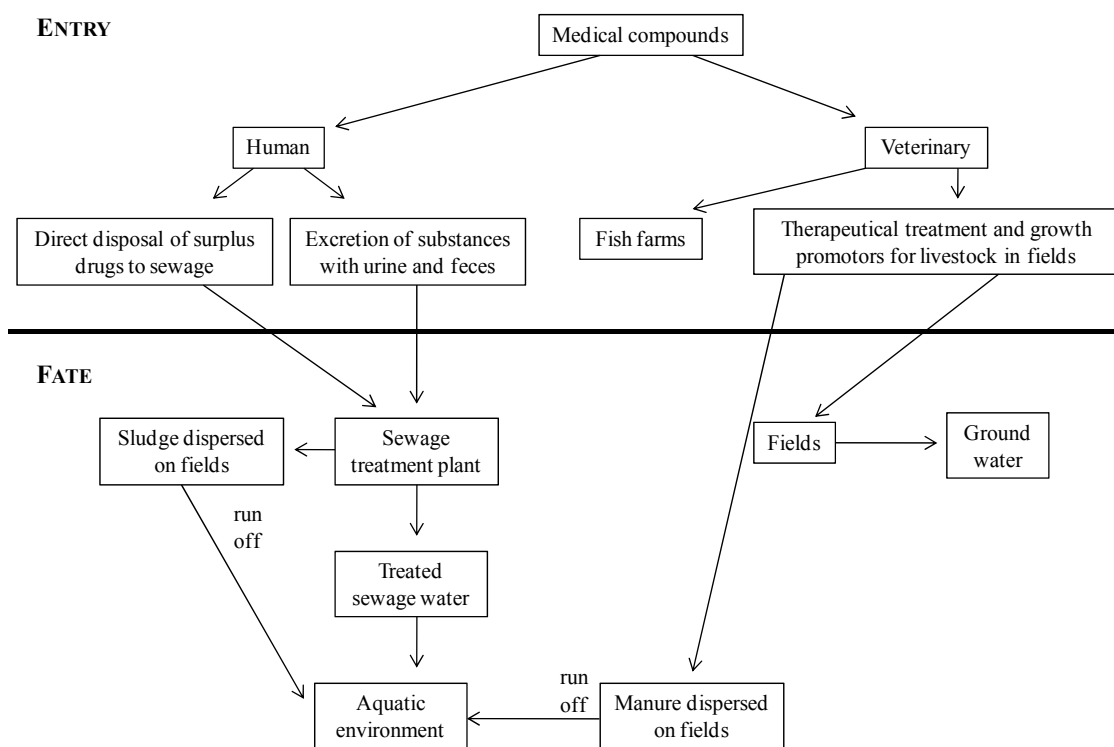 ENTRY
Medical compounds
Human
Veterinary
Direct disposal of surplus
drugs to sewage
Excretion of substances
with urine and feces
Fish farms
Therapeutical treatment and growth
promotors for livestock in fields
FATE
Sludge dispersed
on fields
Sewage
treatment plant
Fields
Ground
water
run
off
Treated
sewage water
Aquatic
environment
run
off
Manure dispersed
on fields